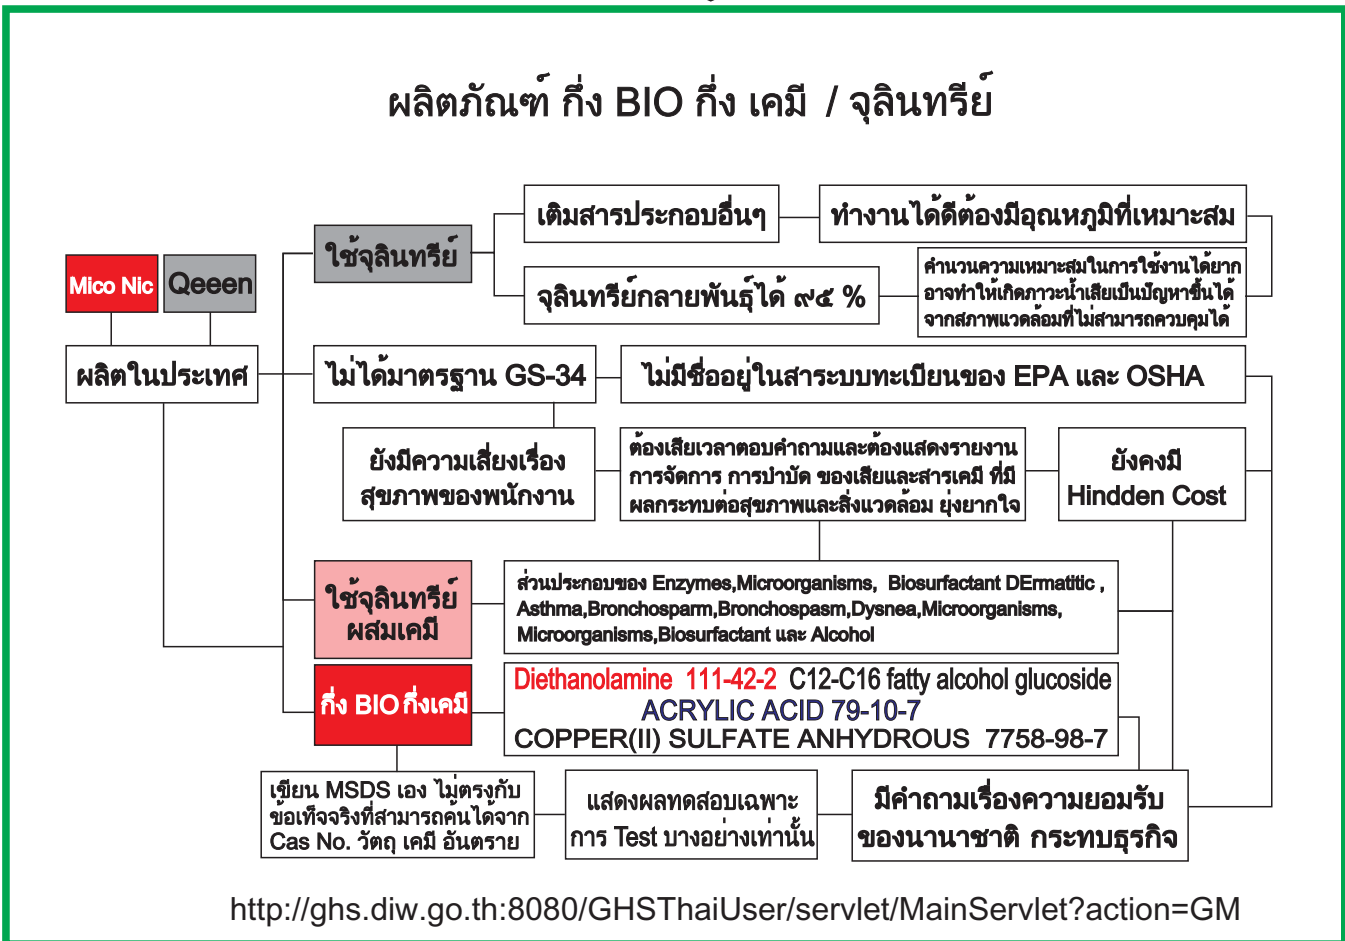 ผลิตภัณฑ์ กึ่ง BIO กึ่ง เคมี / จุลินทรีย์
เติมสารประกอบอื่นๆ
ทำงานได้ดีต้องมีอุณหภูมิที่เหมาะสม
ใช้จุลินทรีย์
Mico Nic
Qeeen
จุลินทรีย์กลายพันธุ์ได้ ๙๕ %
คำนวนความเหมาะสมในการใช้งานได้ยาก
อาจทำให้เกิดภาวะน้ำเสียเป็นปัญหาขึ้นได้
จากสภาพแวดล้อมที่ไม่สามารถควบคุมได้
ผลิตในประเทศ
ไม่ได้มาตรฐาน GS-34
ไม่มีชื่ออยู่ในสาระบบทะเบียนของ EPA และ OSHA
ยังมีความเสี่ยงเรื่อง
สุขภาพของพนักงาน
ต้องเสียเวลาตอบคำถามและต้องแสดงรายงาน
การจัดการ การบำบัด ของเสียและสารเคมี ที่มี
ผลกระทบต่อสุขภาพและสิ่งแวดล้อม ยุ่งยากใจ
ยังคงมี
Hindden Cost
ใช้จุลินทรีย์
ผสมเคมี
ส่วนประกอบของ Enzymes,Microorganisms, Biosurfactant DErmatitic ,
Asthma,Bronchosparm,Bronchospasm,Dysnea,Microorganisms,
Microorganisms,Biosurfactant และ Alcohol
กึ่ง BIO กึ่งเคมี
Diethanolamine 111-42-2 C12-C16 fatty alcohol glucoside
ACRYLIC ACID 79-10-7
COPPER(II) SULFATE ANHYDROUS 7758-98-7
เขียน MSDS เอง ไม่ตรงกับ
ข้อเท็จจริงที่สามารถค้นได้จาก
Cas No. วัตถุ เคมี อันตราย
แสดงผลทดสอบเฉพาะ
การ Test บางอย่างเท่านั้น
มีคำถามเรื่องความยอมรับ
ของนานาชาติ กระทบธุรกิจ
http://ghs.diw.go.th:8080/GHSThaiUser/servlet/MainServlet?action=GM